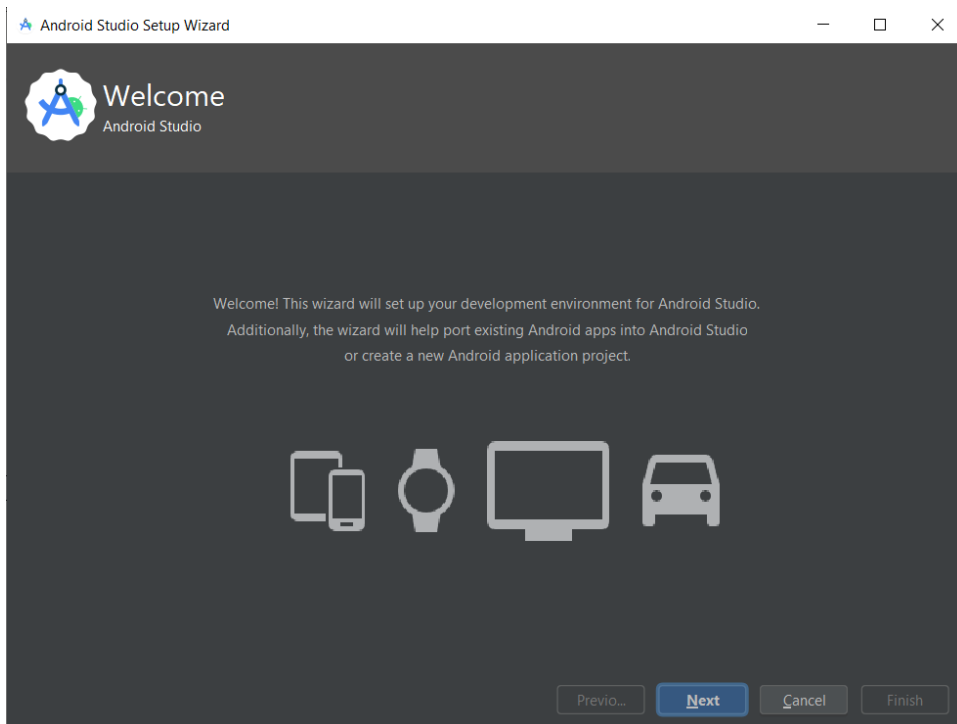 Android Studio Setup Wizard
Welcome
Android Studio
Welcome! This wizard will set up your development environment for Android Studio.
Additionally, the wizard will help port existing Android apps into Android Studio
or create a new Android application project.
Previo... Next Cancel Finish